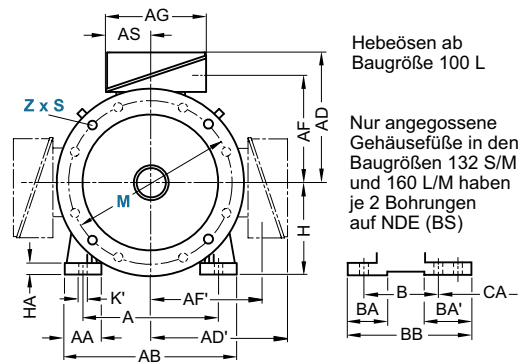 AG
AS
Hebeösen ab
Baugröße 100 L
Z x S
AF
AD
Nur angegossene
Gehäusefüße in den
Baugrößen 132 S/M
und 160 L/M haben
je 2 Bohrungen
auf NDE (BS)
M
H
HA
K'
AF'
A
AA
AD'
AB
B
CA
BA
BA'
BB